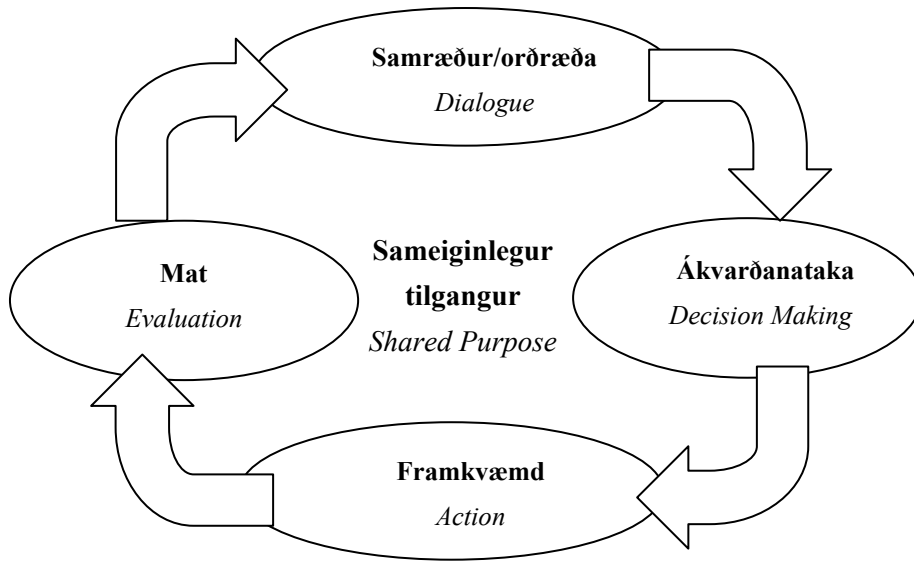 Samræður/orðræða
Dialogue
Mat
Evaluation
Sameiginlegur
tilgangur
Shared Purpose
Ákvarðanataka
Decision Making
Framkvæmd
Action